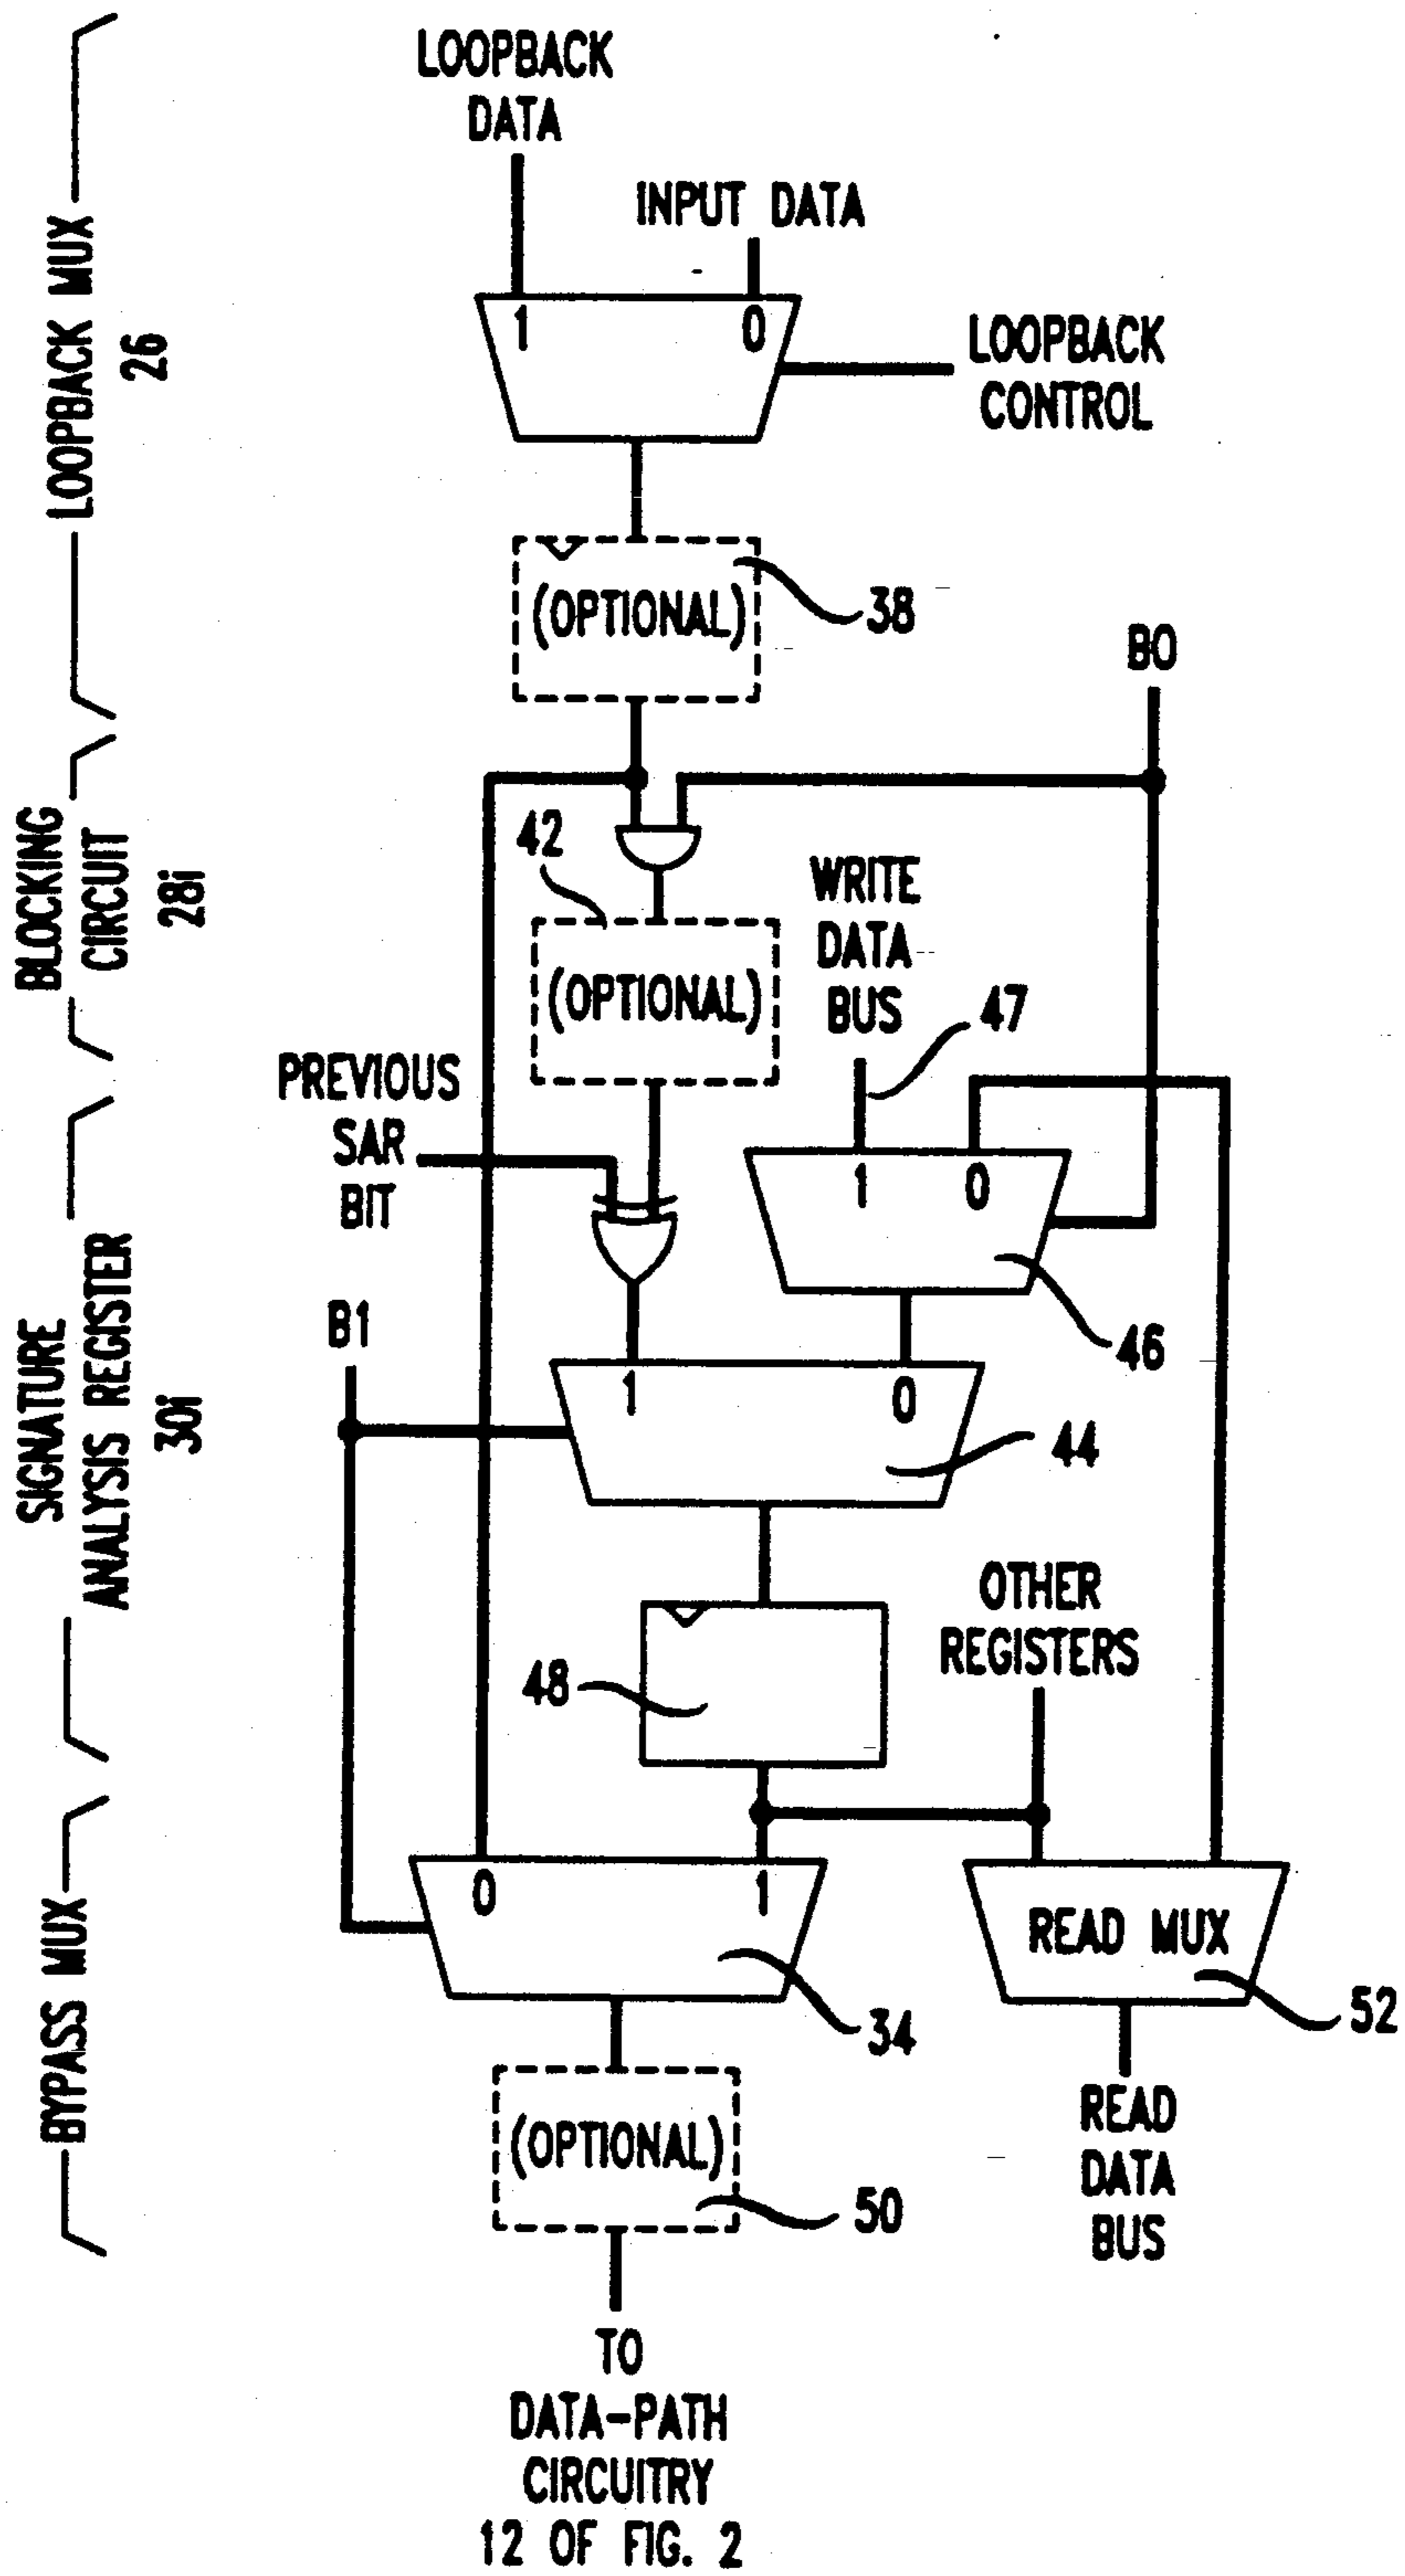 LOOPBACK
DATA
INPUT DATA
1
0
LOOPBACK
CONTROL
LOOPBACK MUX
26
(OPTIONAL)
38
B0
BLOCKING
CIRCUIT
28i
42
(OPTIONAL)
WRITE
DATA
BUS
47
PREVIOUS
SAR
BIT
1
0
46
SIGNATURE
ANALYSIS REGISTER
30i
B1
1
0
44
48
OTHER
REGISTERS
BYPASS MUX
0
1
34
READ MUX
52
(OPTIONAL)
50
READ
DATA
BUS
TO
DATA-PATH
CIRCUITRY
12 OF FIG. 2